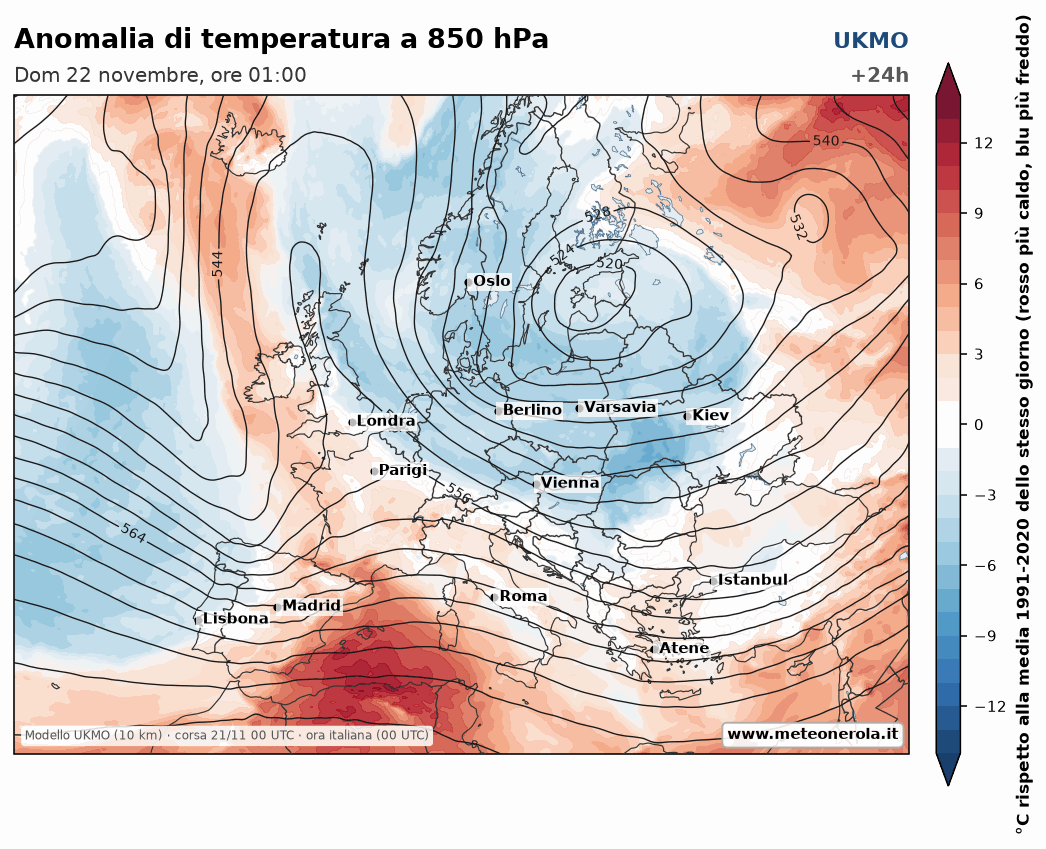 Anomalia di temperatura a 850 hPa
UKMO
Dom 22 novembre, ore 01:00
+24h
540
532
528
524
520
544
Oslo
Berlino
Varsavia
Kiev
Londra
Parigi
Vienna
556
564
Istanbul
Madrid
Roma
Lisbona
Atene
Modello UKMO (10 km) · corsa 21/11 00 UTC · ora italiana (00 UTC)
www.meteonerola.it
12
9
6
3
0
−3
−6
−9
−12
°C rispetto alla media 1991-2020 dello stesso giorno (rosso più caldo, blu più freddo)